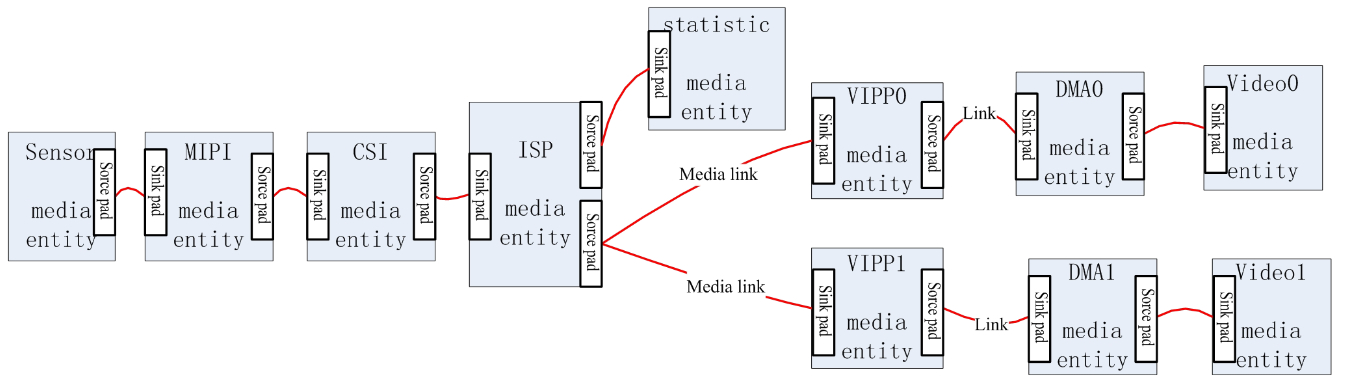 Sensor
media
entity
Sorce pad
Sink pad
MIPI
media
entity
Sorce pad
Sink pad
CSI
media
entity
Sorce pad
Sink pad
ISP
media
entity
Sorce pad
Sorce pad
statistic
Sink pad
media
entity
Media link
Media link
VIPP0
Sink pad
media
entity
Sorce pad
Link
DMA0
Sink pad
media
entity
Sorce pad
Video0
Sink pad
media
entity
VIPP1
Sink pad
media
entity
Sorce pad
Link
DMA1
Sink pad
media
entity
Sorce pad
Video1
Sink pad
media
entity